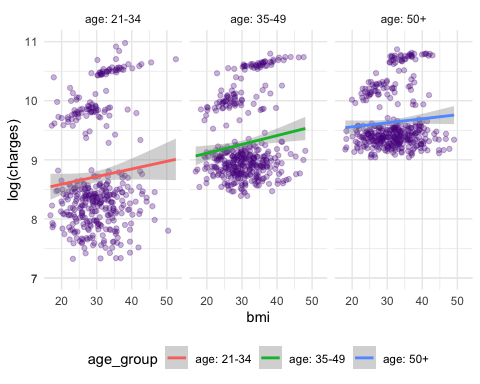 age: 21-34 age: 35-49 age: 50+
11
10
9
8
7
log(charges)
20 30 40 50 20 30 40 50 20 30 40 50
bmi
age_group age: 21-34 age: 35-49 age: 50+